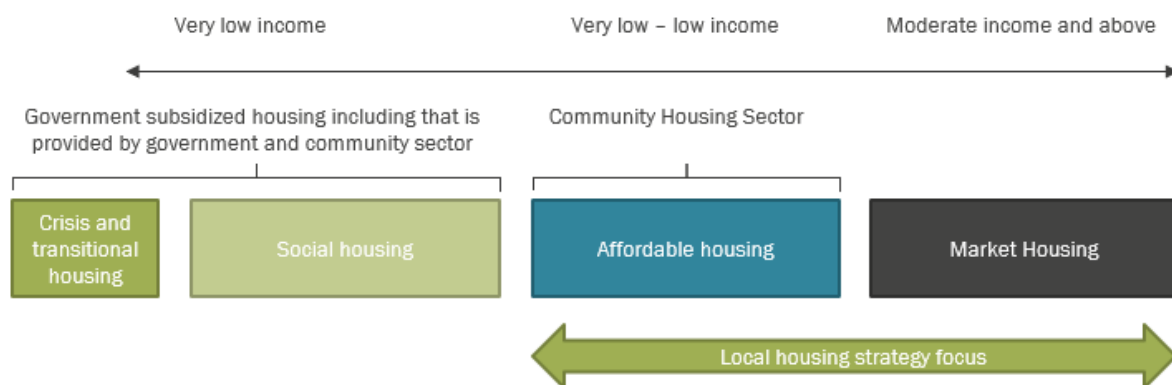 Very low income
Very low – low income
Moderate income and above
Government subsidized housing including that is
provided by government and community sector
Community Housing Sector
Crisis and
transitional
housing
Social housing
Affordable housing
Market Housing
Local housing strategy focus